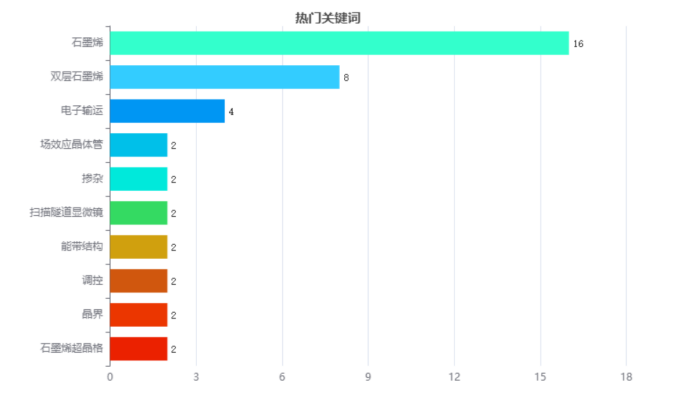 热门关键词
石墨烯 16
双层石墨烯 8
电子输运 4
场效应晶体管 2
掺杂 2
扫描隧道显微镜 2
能带结构 2
调控 2
晶界 2
石墨烯超晶格 2
0 3 6 9 12 15 18